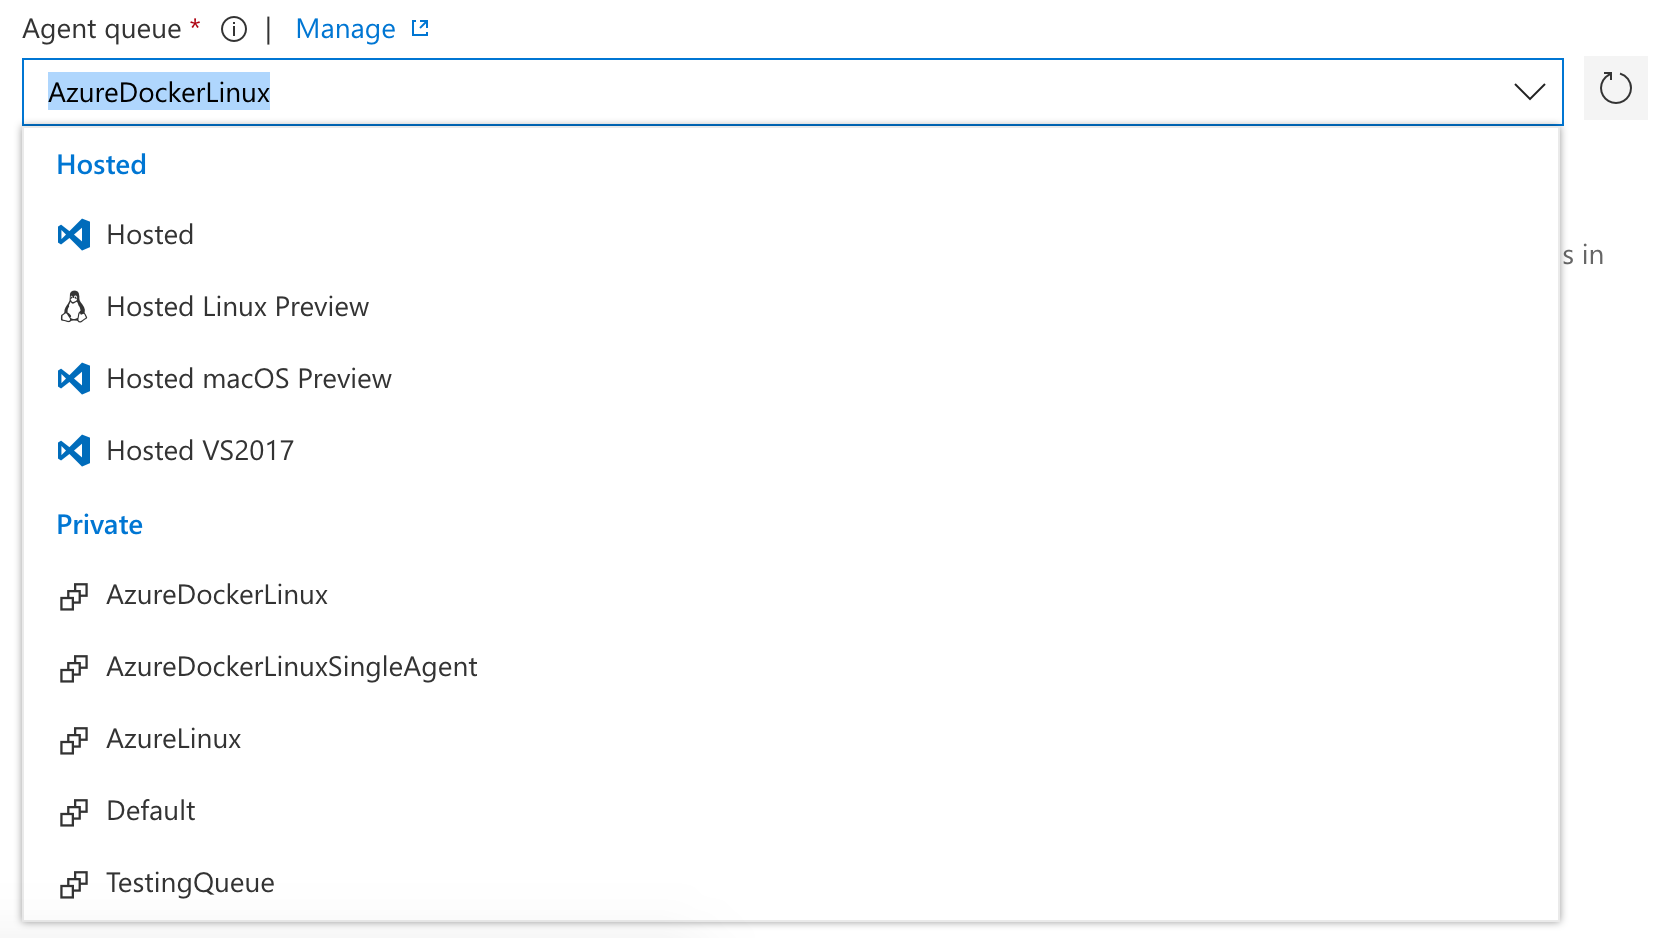 Agent queue * | Manage
AzureDockerLinux
Hosted
Hosted
s in
Hosted Linux Preview
Hosted macOS Preview
Hosted VS2017
Private
AzureDockerLinux
AzureDockerLinuxSingleAgent
AzureLinux
Default
TestingQueue